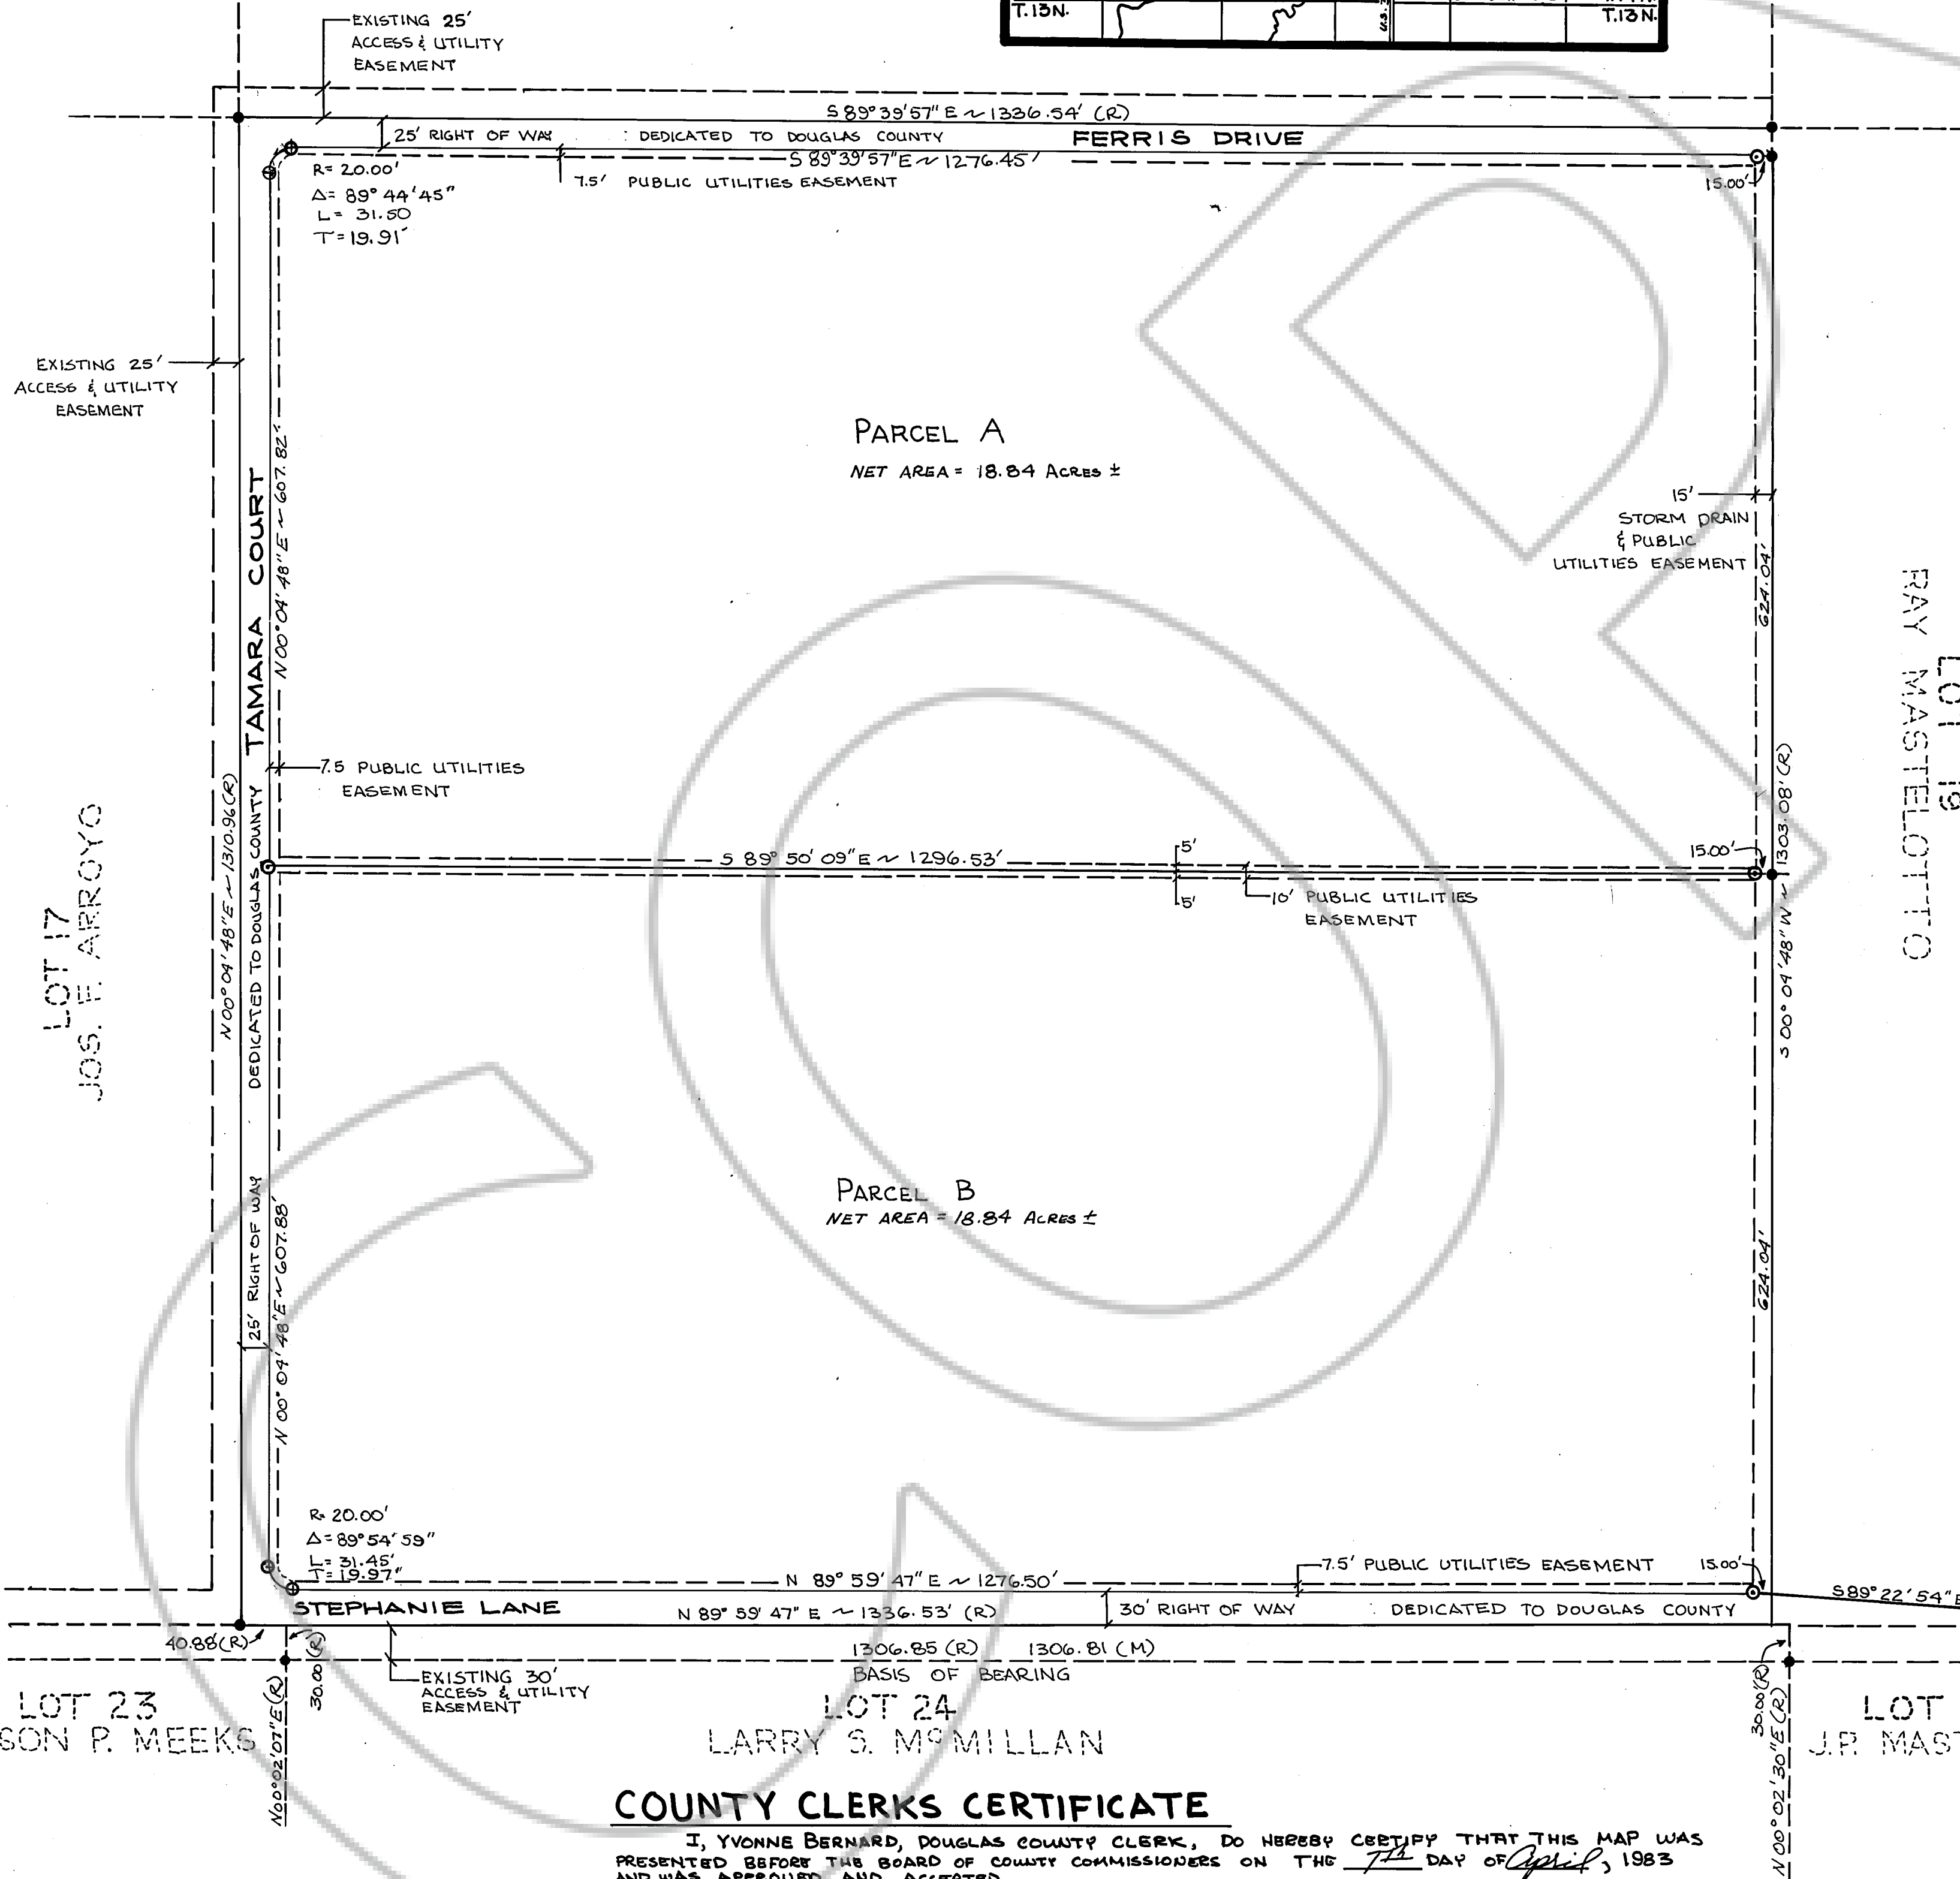 T.13N.
U.S.
T.13N.
EXISTING 25'
ACCESS & UTILITY
EASEMENT
S 89° 39' 57" E ~ 1336.54' (R)
25' RIGHT OF WAY : DEDICATED TO DOUGLAS COUNTY FERRIS DRIVE
S 89° 39' 57" E ~ 1276.45'
7.5' PUBLIC UTILITIES EASEMENT
15.00'
R= 20.00'
Δ= 89° 44' 45"
L= 31.50
T= 19.91'
EXISTING 25'
ACCESS & UTILITY
EASEMENT
PARCEL A
NET AREA = 18.84 ACRES ±
15'
STORM DRAIN
& PUBLIC
UTILITIES EASEMENT
624.04'
TAMARA COURT
N 00° 04' 48" E ~ 607.82'
RAY MASTELOTTO
LOT 19
7.5 PUBLIC UTILITIES
EASEMENT
N 00° 04' 48" E ~ 1310.96 (R)
DEDICATED TO DOUGLAS COUNTY
S 89° 50' 09" E ~ 1296.53'
5'
5'
10' PUBLIC UTILITIES
EASEMENT
15.00'
S 00° 04' 48" W ~ 1303.08' (R)
LOT 17
JOS. F. ARROYO
PARCEL B
NET AREA = 18.84 ACRES ±
25' RIGHT OF WAY
N 00° 04' 48" E ~ 607.88'
624.04'
R= 20.00'
Δ= 89° 54' 59"
L= 31.45'
T= 19.97"
7.5' PUBLIC UTILITIES EASEMENT
15.00'
N 89° 59' 47" E ~ 1276.50'
S 89° 22' 54" E
STEPHANIE LANE
N 89° 59' 47" E ~ 1336.53' (R)
30' RIGHT OF WAY : DEDICATED TO DOUGLAS COUNTY
40.88' (R)
30.00 (R)
1306.85 (R) 1306.81 (M)
BASIS OF BEARING
EXISTING 30'
ACCESS & UTILITY
EASEMENT
30.00' (R)
LOT 23
SON P. MEEKS
N 00° 02' 07" E (R)
LOT 24
LARRY S. McMILLAN
LOT
J.P. MAST
N 00° 02' 30" E (R)
COUNTY CLERKS CERTIFICATE
I, YVONNE BERNARD, DOUGLAS COUNTY CLERK, DO HEREBY CERTIFY THAT THIS MAP WAS
PRESENTED BEFORE THE BOARD OF COUNTY COMMISSIONERS ON THE 7th DAY OF April, 1983
AND WAS APPROVED AND ACCEPTED
COP